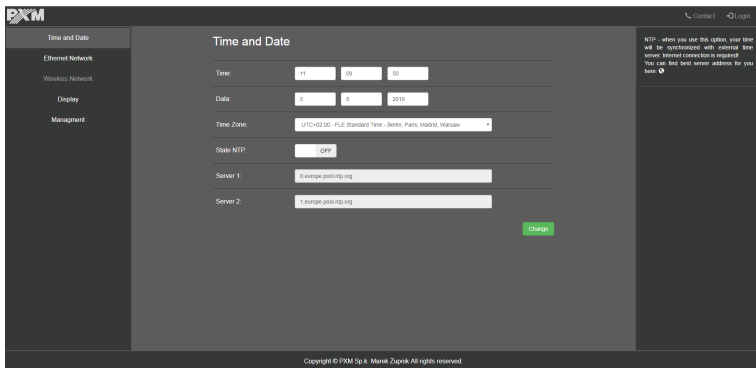 PXM
Contact Login
Time and Date
Ethernet Network
Wireless Network
Display
Managment
Time and Date
Time: 11 09 50
Data: 5 6 2019
Time Zone: UTC+02:00 - FLE Standard Time - Berlin, Paris, Madrid, Warsaw
State NTP: OFF
Server 1: 0.europe.pool.ntp.org
Server 2: 1.europe.pool.ntp.org
Change
NTP - when you use this option, your time
will be synchronized with external time
server. Internet connection is required!
You can find best server address for you
here:
Copyright © PXM Sp.k. Marek Żupnik All rights reserved.